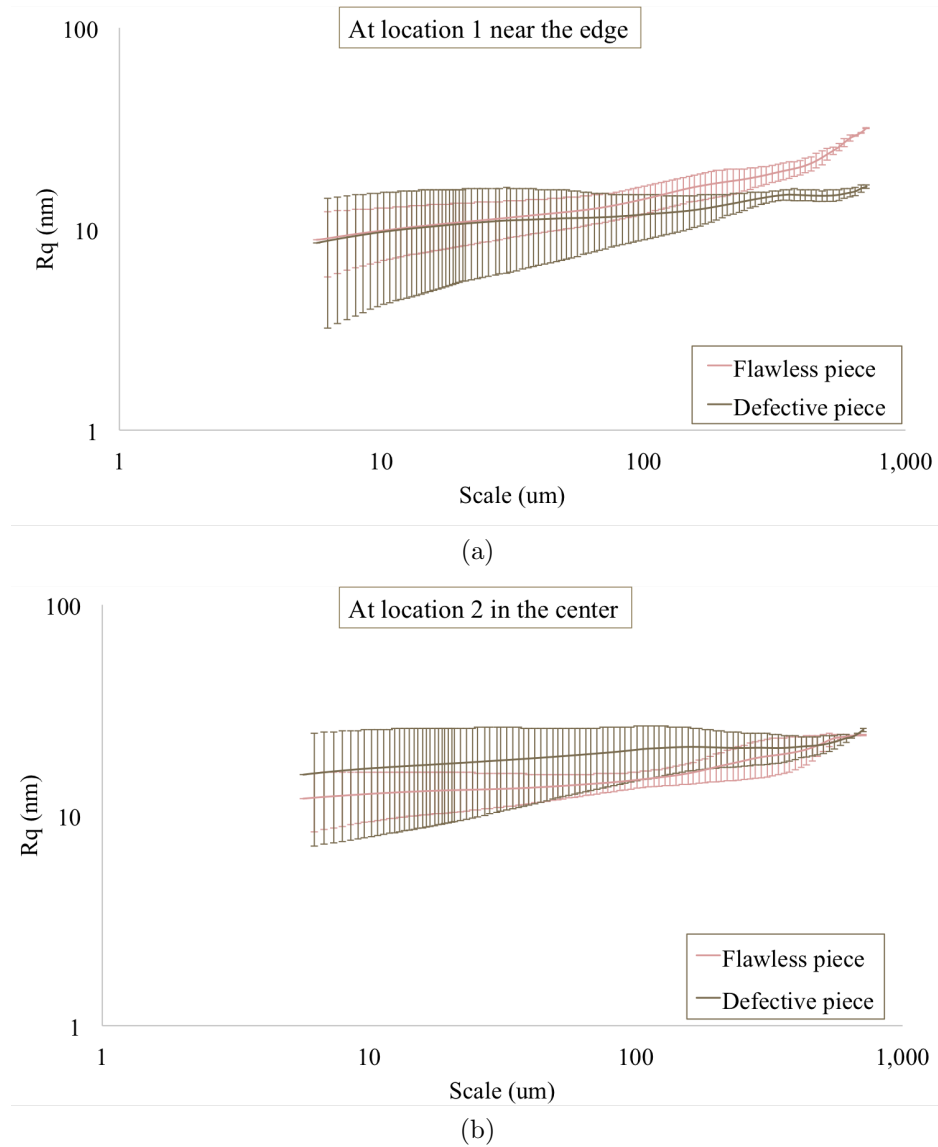 At location 1 near the edge
100
10
1
Rq (nm)
Flawless piece
Defective piece
1 10 100 1,000
Scale (um)
(a)
At location 2 in the center
100
10
1
Rq (nm)
Flawless piece
Defective piece
1 10 100 1,000
Scale (um)
(b)